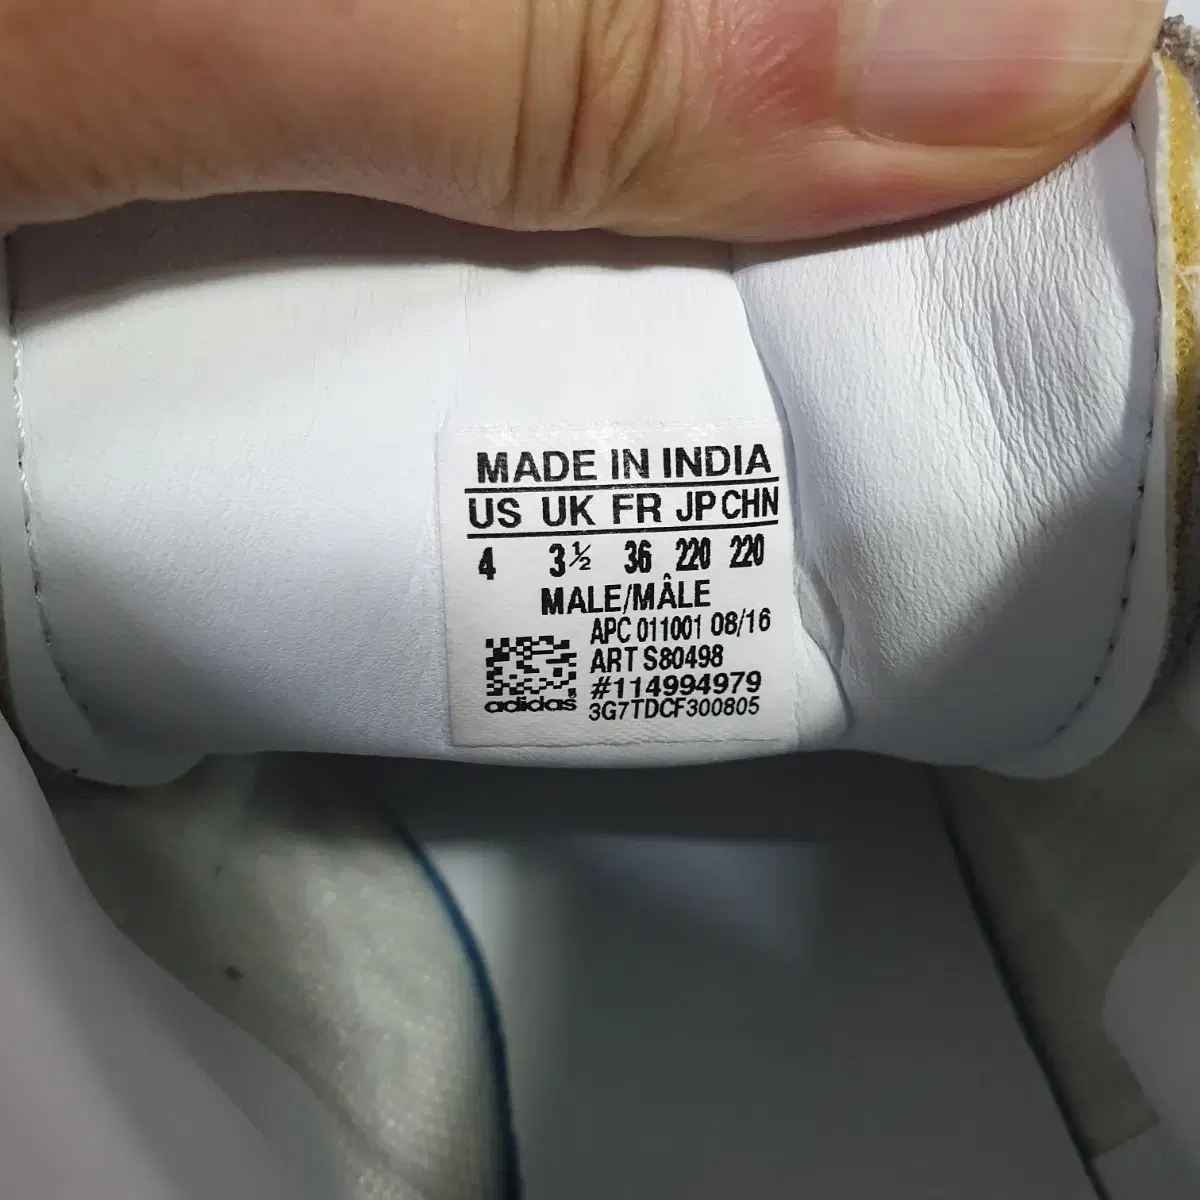 MADE IN INDIA
US UK FR JP CHN
4 3½ 36 220 220
MALE/MÂLE
APC 011001 08/16
ART S80498
#114994979
adidas®
3G7TDCF300805